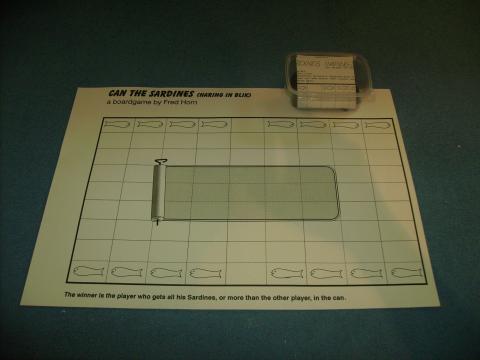 CAN THE SARDINES (HARING IN BLIK)
a boardgame by Fred Horn
The winner is the player who gets all his Sardines, or more than the other player, in the can.